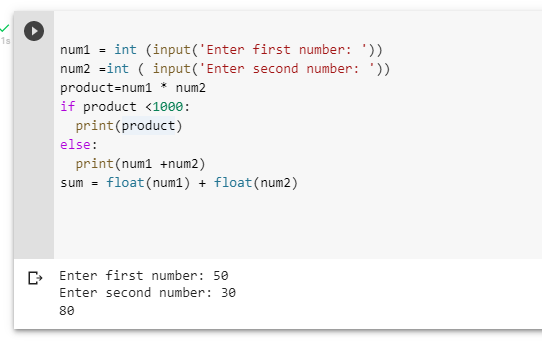 1s
num1 = int (input('Enter first number: '))
num2 =int ( input('Enter second number: '))
product=num1 * num2
if product <1000:
  print(product)
else:
  print(num1 +num2)
sum = float(num1) + float(num2)
Enter first number: 50
Enter second number: 30
80